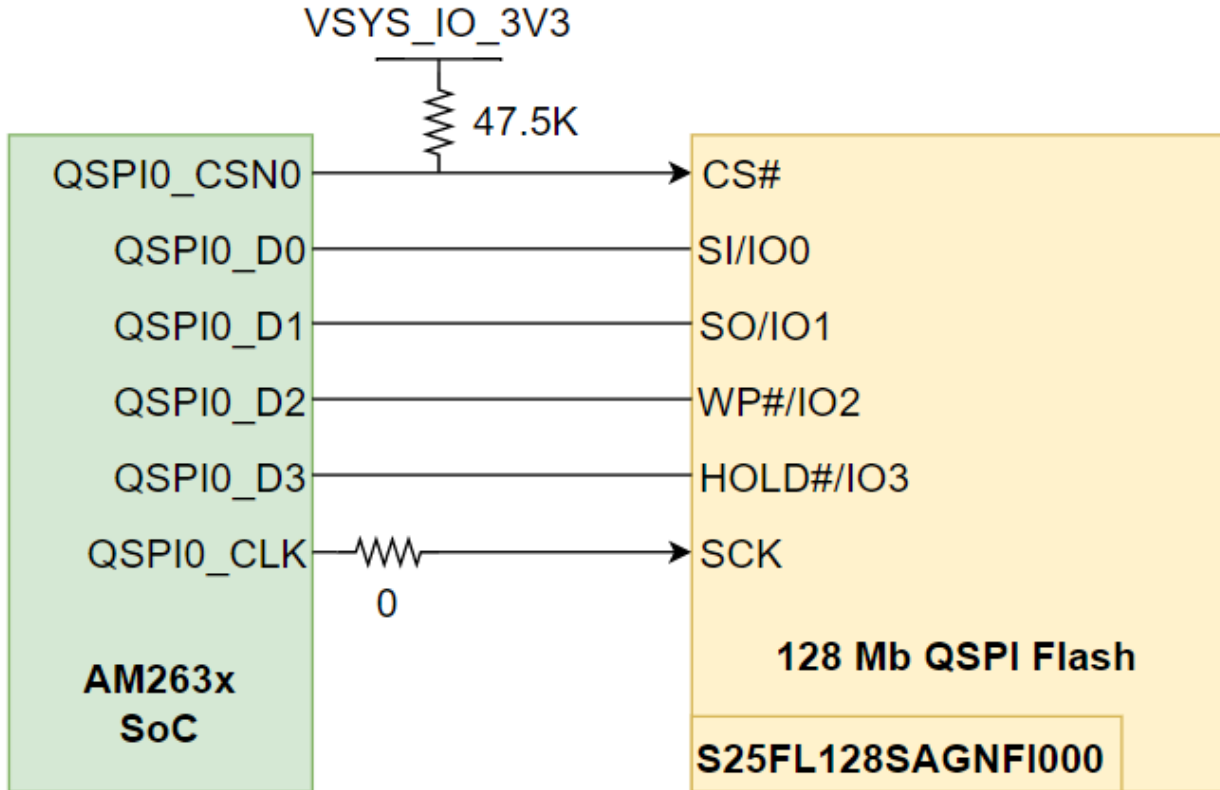 VSYS_IO_3V3
47.5K
QSPI0_CSN0
CS#
QSPI0_D0
SI/IO0
QSPI0_D1
SO/IO1
QSPI0_D2
WP#/IO2
QSPI0_D3
HOLD#/IO3
QSPI0_CLK
SCK
0
AM263x
SoC
128 Mb QSPI Flash
S25FL128SAGNFI000